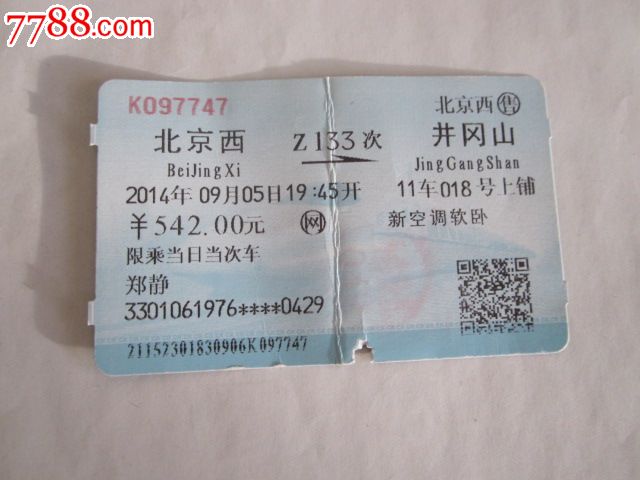 7788.com
K097747
北京西 售
北京西 Z133次 井冈山
BeiJingXi JingGangShan
2014年09月05日19:45开 11车018号上铺
￥542.00元 网 新空调软卧
限乘当日当次车
郑静
3301061976****0429
21152301830906K097747